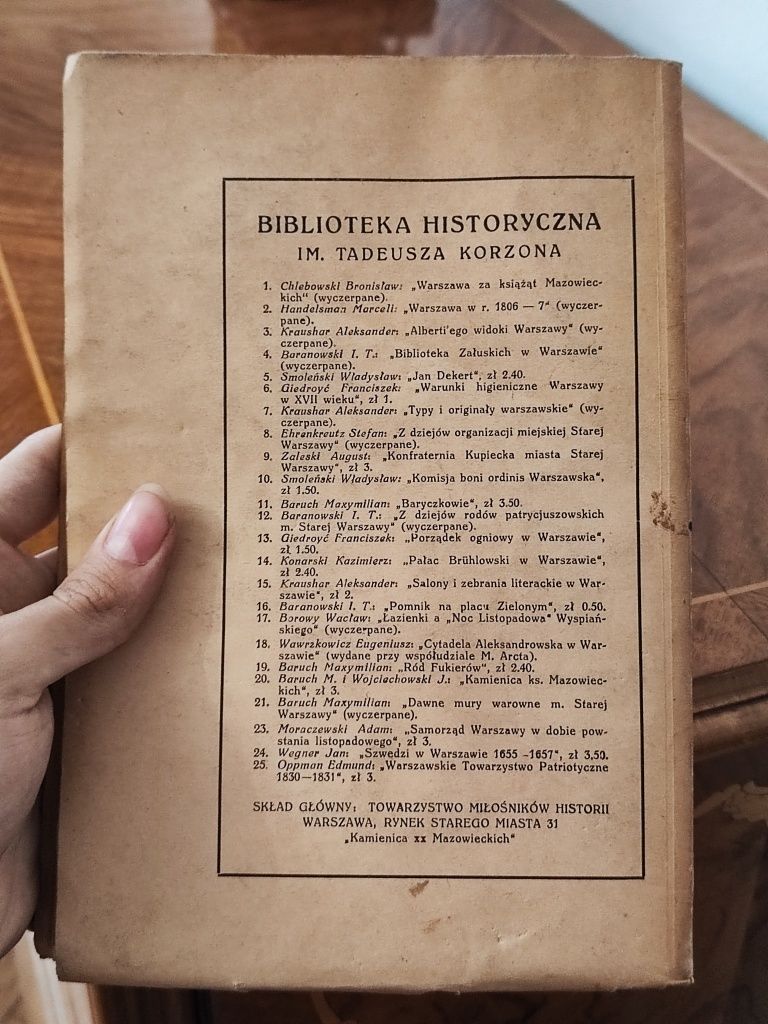 BIBLIOTEKA HISTORYCZNA
IM. TADEUSZA KORZONA
1. Chlebowski Bronisław: „Warszawa za książąt Mazowiec-
kich" (wyczerpane).
2. Handelsman Marceli: „Warszawa w r. 1806 — 7" (wyczer-
pane).
3. Kraushar Aleksander: „Alberti'ego widoki Warszawy" (wy-
czerpane).
4. Baranowski I. T.: „Biblioteka Załuskich w Warszawie"
(wyczerpane).
5. Smoleński Władysław: „Jan Dekert", zł 2.40.
6. Giedroyć Franciszek: „Warunki higieniczne Warszawy
w XVII wieku", zł 1.
7. Kraushar Aleksander: „Typy i originały warszawskie" (wy-
czerpane).
8. Ehrenkreutz Stefan: „Z dziejów organizacji miejskiej Starej
Warszawy" (wyczerpane).
9. Zaleski August: „Konfraternia Kupiecka miasta Starej
Warszawy", zł 3.
10. Smoleński Władysław: „Komisja boni ordinis Warszawska",
zł 1.50.
11. Baruch Maxymilian: „Baryczkowie", zł 3.50.
12. Baranowski I. T.: „Z dziejów rodów patrycjuszowskich
m. Starej Warszawy" (wyczerpane).
13. Giedroyć Franciszek: „Porządek ogniowy w Warszawie",
zł 1.50.
14. Konarski Kazimierz: „Pałac Brühlowski w Warszawie",
zł 2.40.
15. Kraushar Aleksander: „Salony i zebrania literackie w War-
szawie", zł 2.
16. Baranowski I. T.: „Pomnik na placu Zielonym", zł 0.50.
17. Borowy Wacław: „Łazienki a „Noc Listopadowa" Wyspiań-
skiego" (wyczerpane).
18. Wawrzkowicz Eugeniusz: „Cytadela Aleksandrowska w War-
szawie" (wydane przy współudziale M. Arcta).
19. Baruch Maxymilian: „Ród Fukierów", zł 2.40.
20. Baruch M. i Wojciechowski J.: „Kamienica ks. Mazowiec-
kich", zł 3.
21. Baruch Maxymilian: „Dawne mury warowne m. Starej
Warszawy" (wyczerpane).
23. Moraczewski Adam: „Samorząd Warszawy w dobie pow-
stania listopadowego", zł 3.
24. Wegner Jan: „Szwedzi w Warszawie 1655 -1657", zł 3,50.
25. Oppman Edmund: „Warszawskie Towarzystwo Patriotyczne
1830—1831", zł 3.
SKŁAD GŁÓWNY: TOWARZYSTWO MIŁOŚNIKÓW HISTORII
WARSZAWA, RYNEK STAREGO MIASTA 31
„Kamienica xx Mazowieckich"